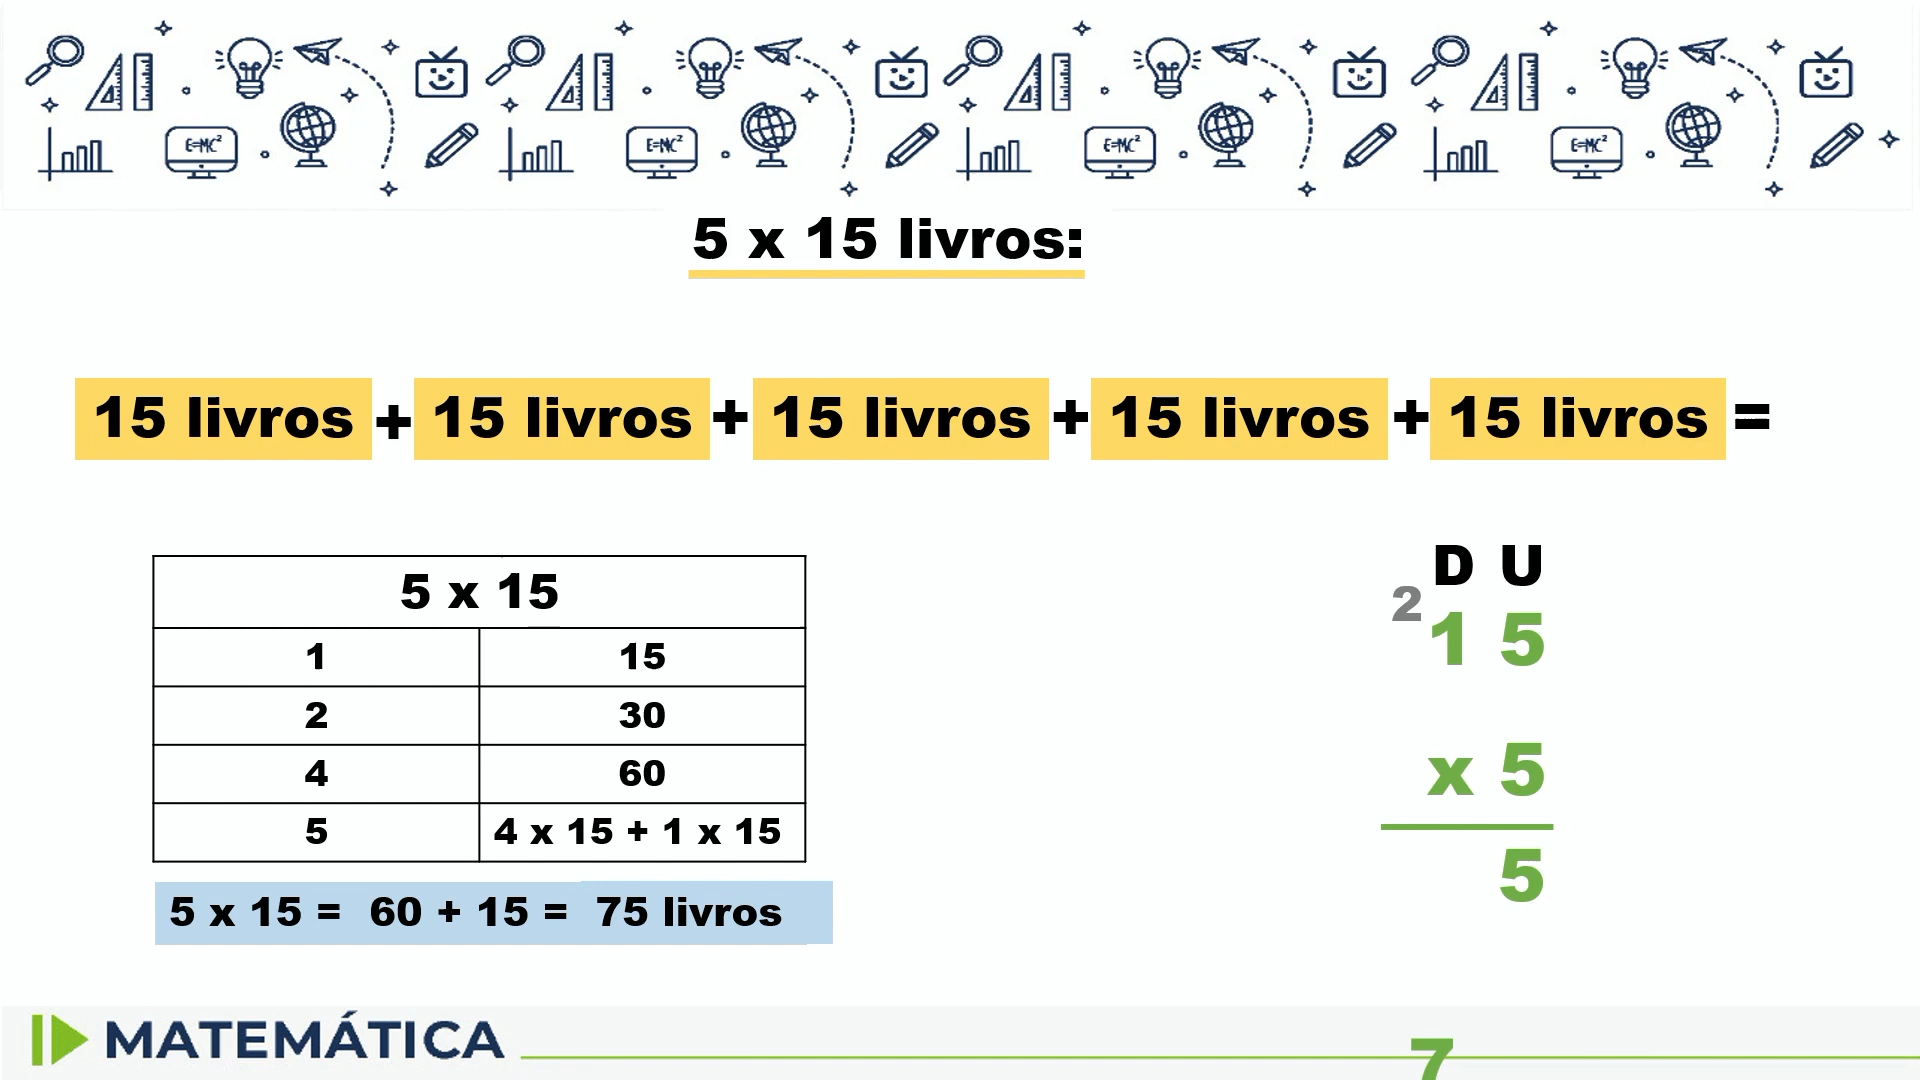 E=MC² E=MC² E=MC² E=MC²
5 x 15 livros:
15 livros + 15 livros + 15 livros + 15 livros + 15 livros =
5 x 15
1 15
2 30
4 60
5 4 x 15 + 1 x 15
5 x 15 = 60 + 15 = 75 livros
D U
2
1 5
x 5
5
MATEMÁTICA
7